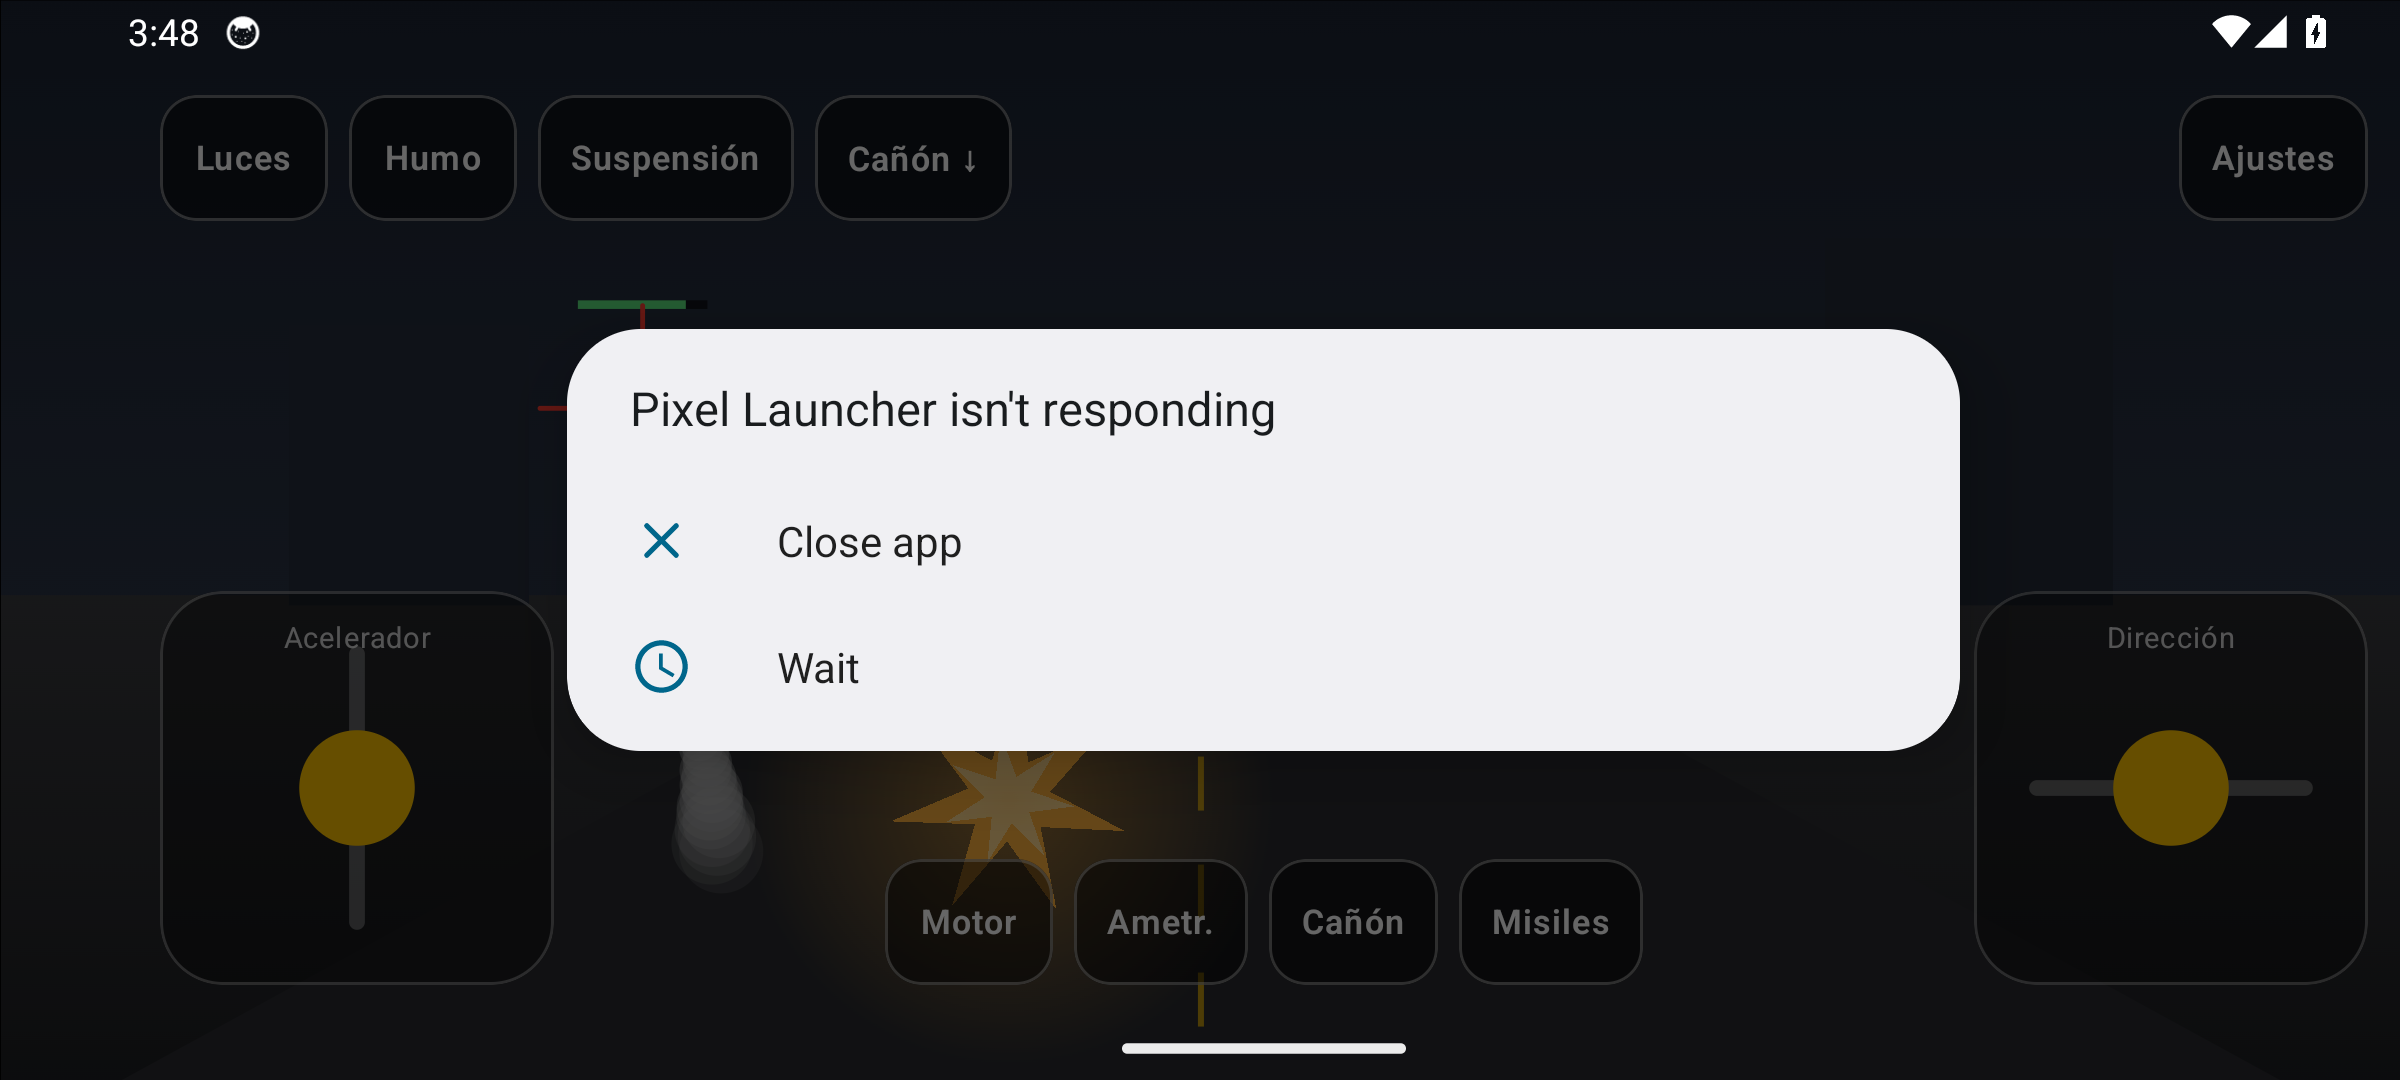 3:48
Luces
Humo
Suspensión
Cañón ↓
Ajustes
Pixel Launcher isn't responding
Close app
Wait
Acelerador
Dirección
Motor
Ametr.
Cañón
Misiles